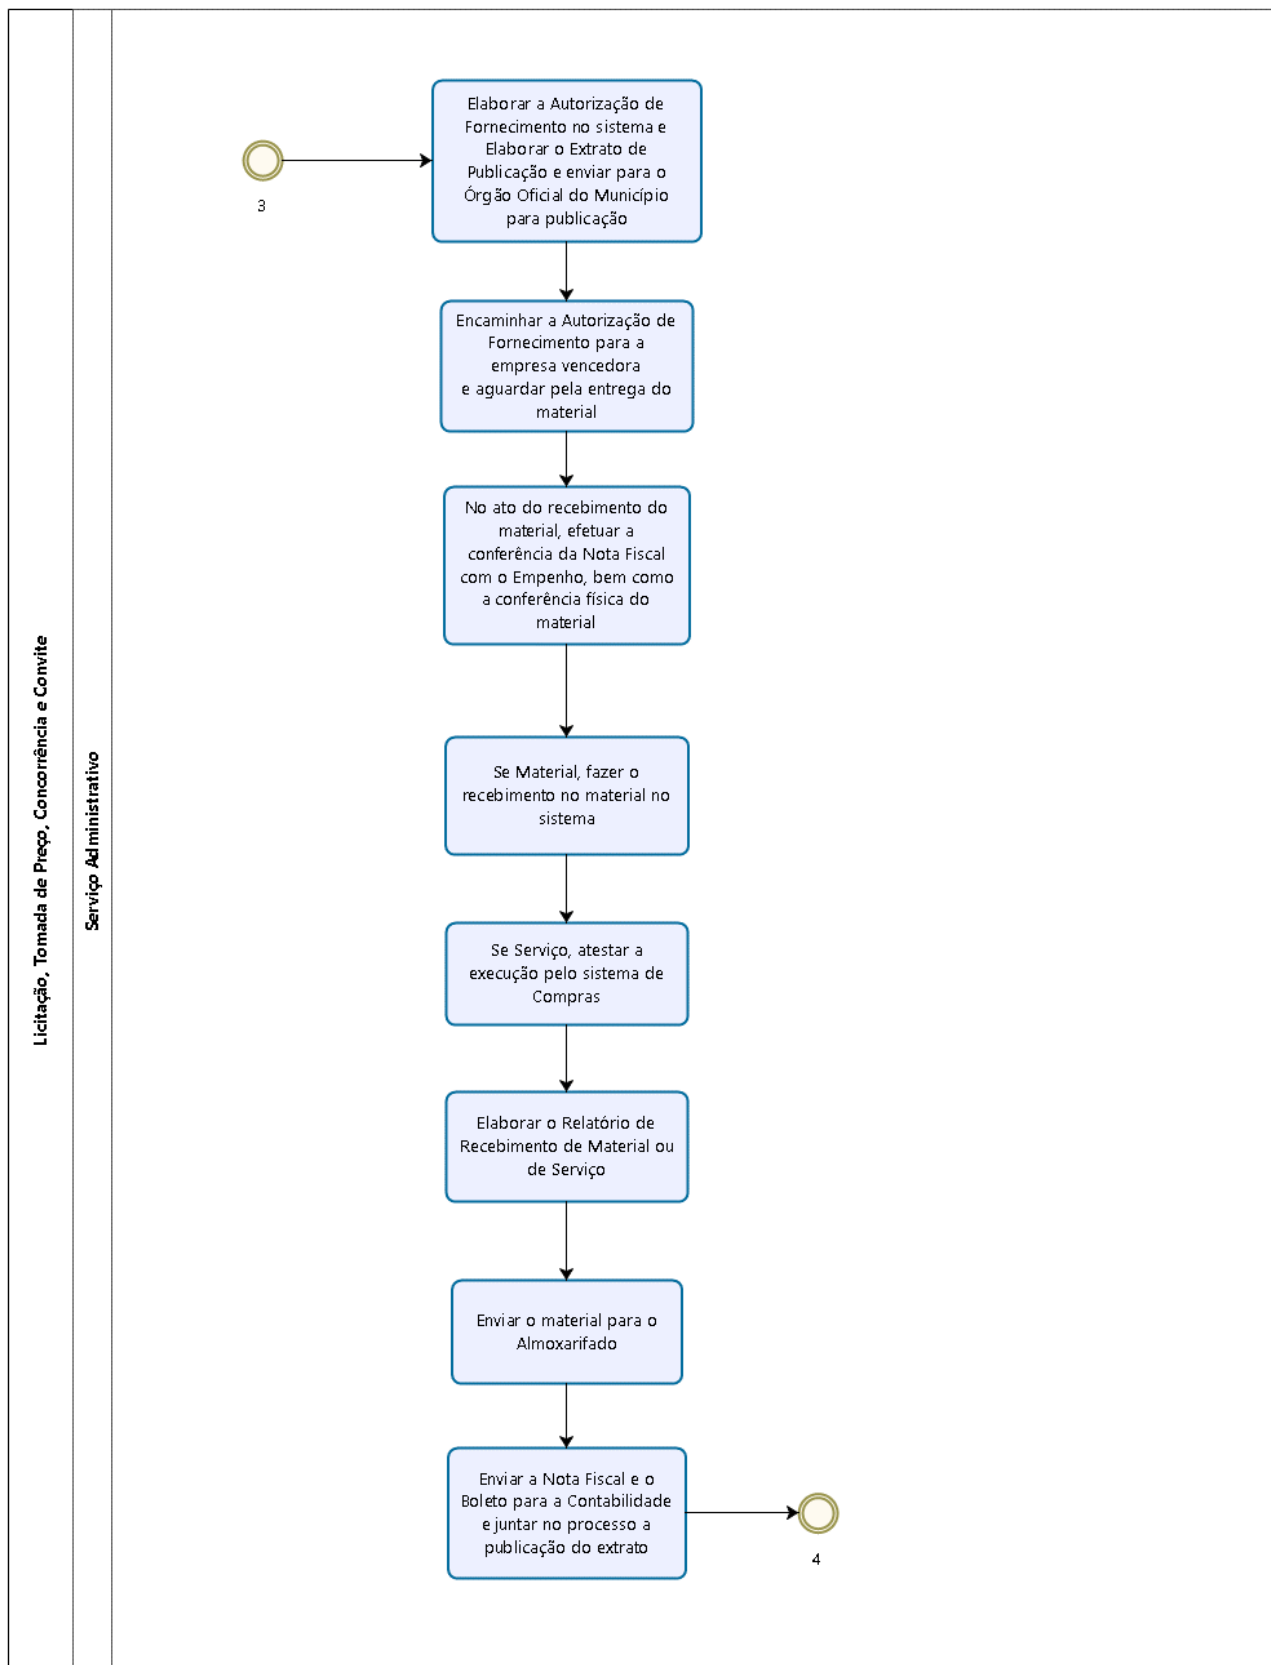 Licitação, Tomada de Preço, Concorrência e Convite
Serviço Administrativo
3
Elaborar a Autorização de
Fornecimento no sistema e
Elaborar o Extrato de
Publicação e enviar para o
Órgão Oficial do Município
para publicação
Encaminhar a Autorização de
Fornecimento para a
empresa vencedora
e aguardar pela entrega do
material
No ato do recebimento do
material, efetuar a
conferência da Nota Fiscal
com o Empenho, bem como
a conferência física do
material
Se Material, fazer o
recebimento no material no
sistema
Se Serviço, atestar a
execução pelo sistema de
Compras
Elaborar o Relatório de
Recebimento de Material ou
de Serviço
Enviar o material para o
Almoxarifado
Enviar a Nota Fiscal e o
Boleto para a Contabilidade
e juntar no processo a
publicação do extrato
4